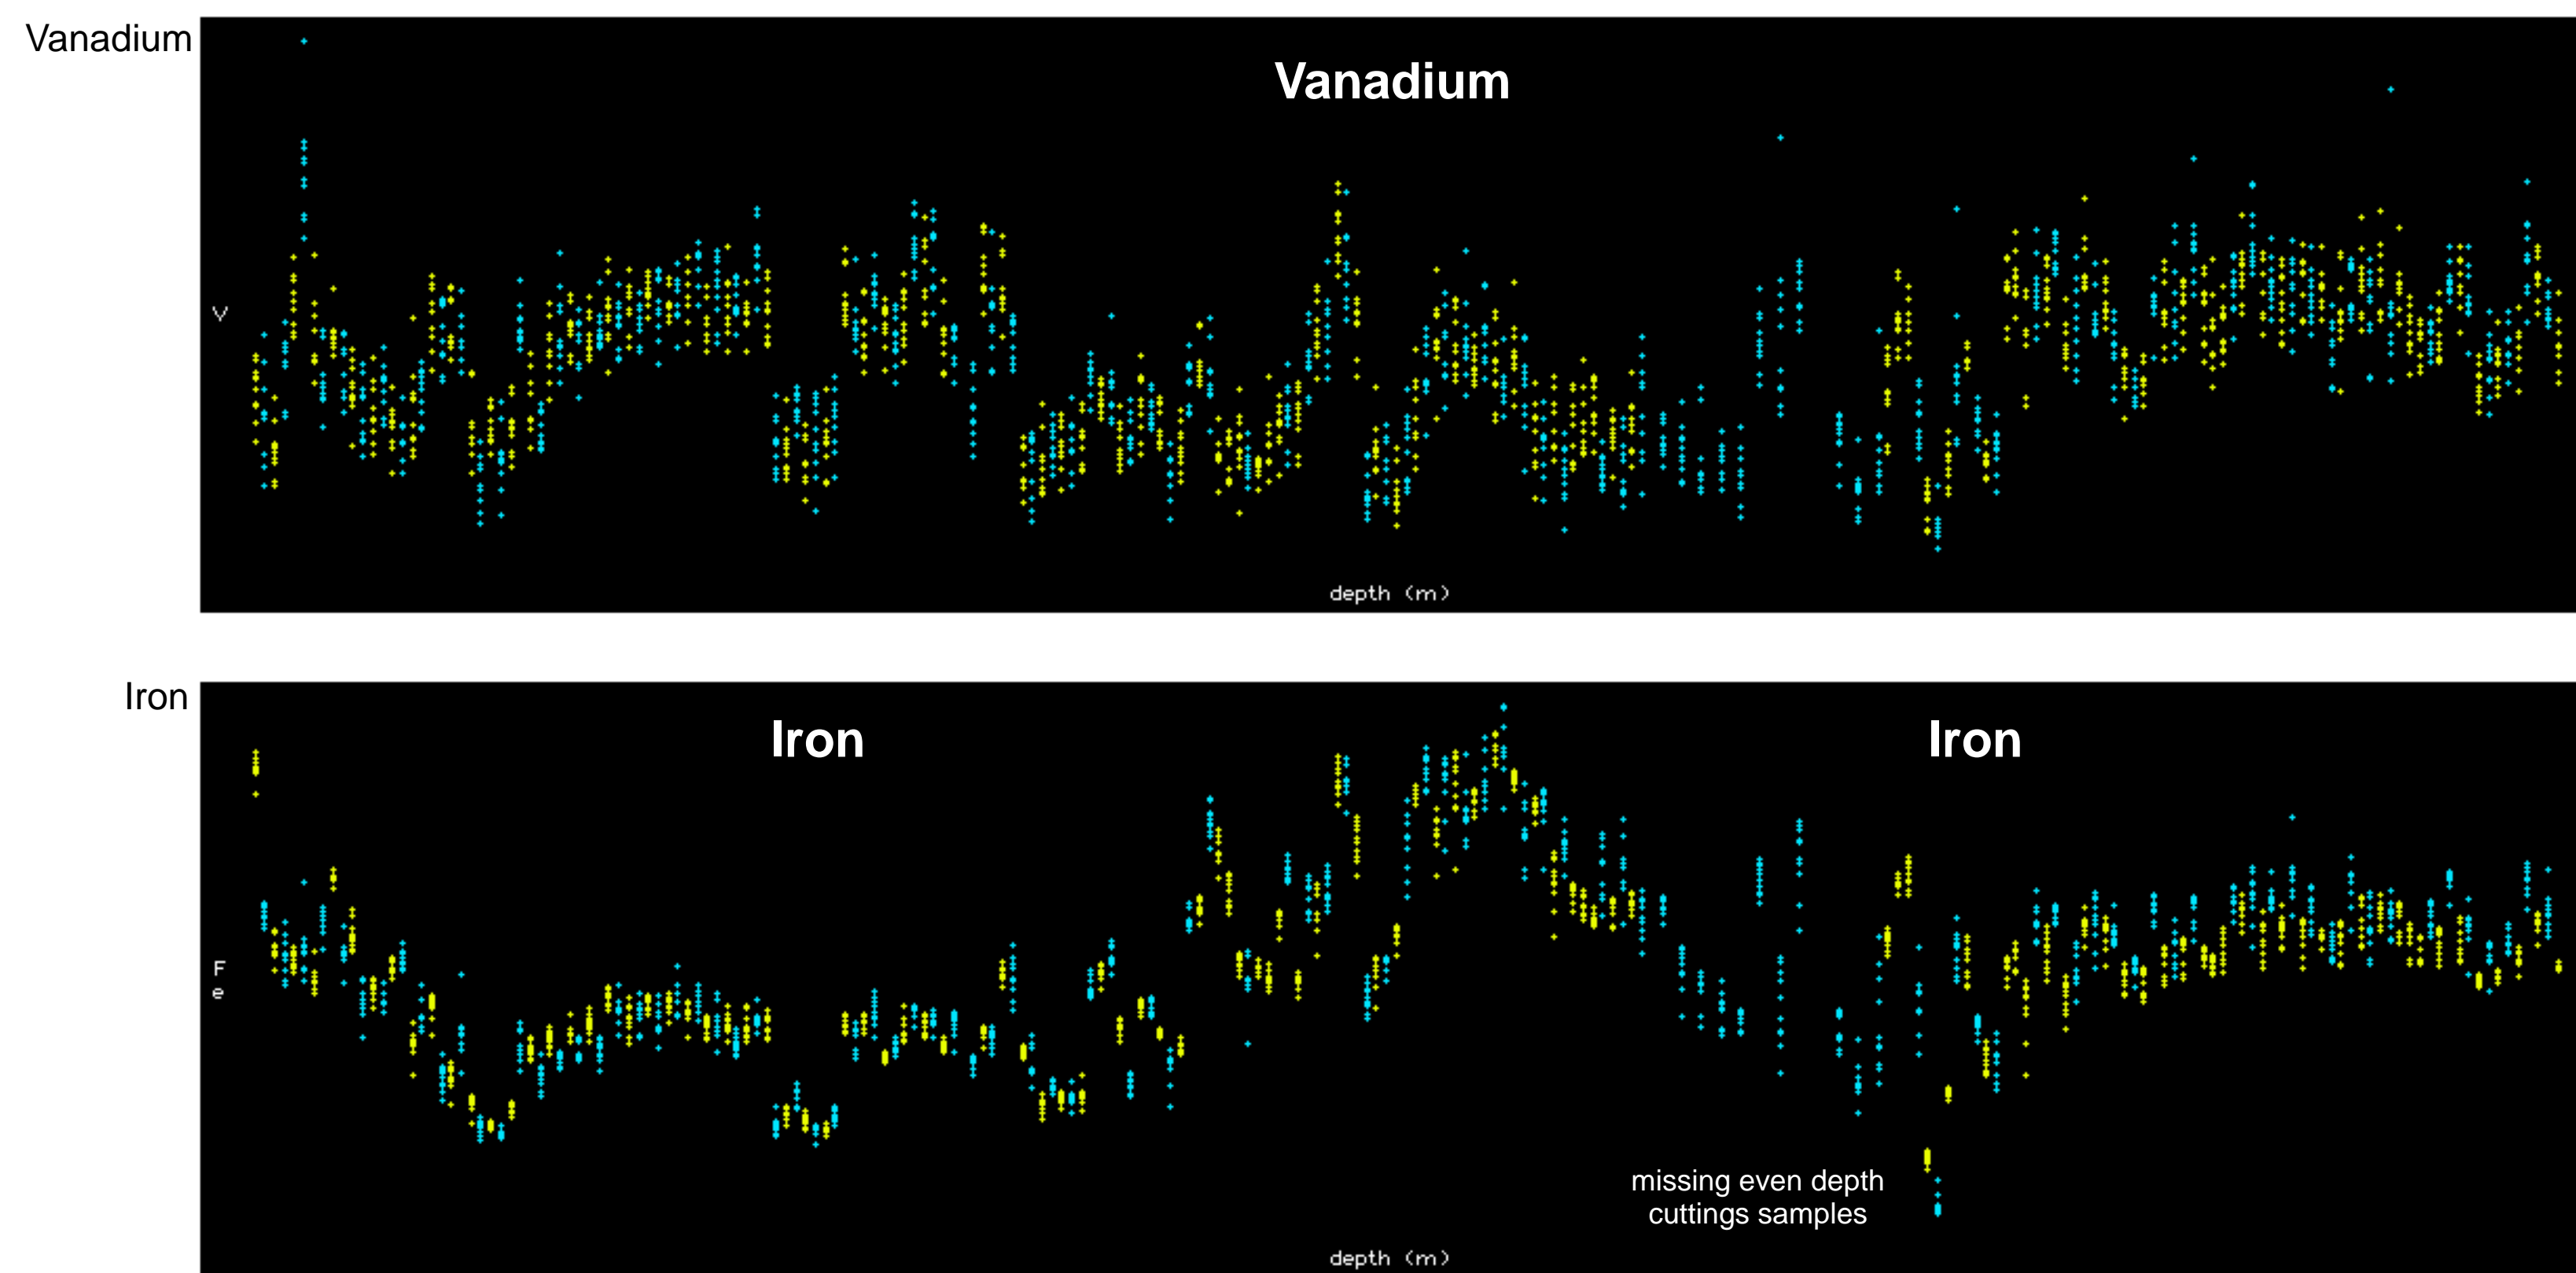 Vanadium
Vanadium
V
depth (m)
Iron
Iron
Iron
F
e
missing even depth
cuttings samples
depth (m)